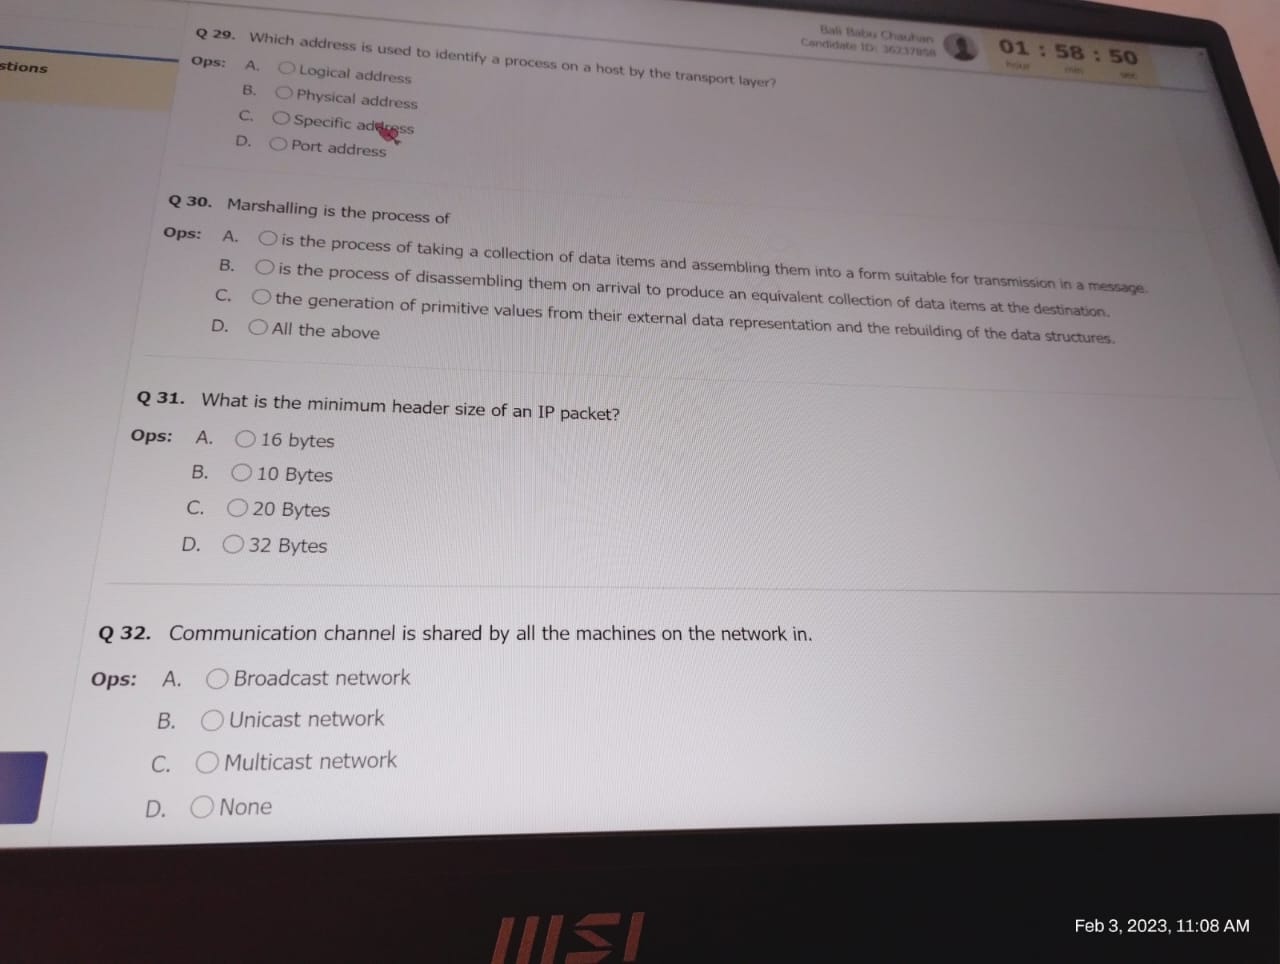 Bali Babu Chauhan
Candidate ID: 36237858
01 : 58 : 50
hour min sec
stions
Q 29. Which address is used to identify a process on a host by the transport layer?
Ops: A. Logical address
B. Physical address
C. Specific address
D. Port address
Q 30. Marshalling is the process of
Ops: A. is the process of taking a collection of data items and assembling them into a form suitable for transmission in a message.
B. is the process of disassembling them on arrival to produce an equivalent collection of data items at the destination.
C. the generation of primitive values from their external data representation and the rebuilding of the data structures.
D. All the above
Q 31. What is the minimum header size of an IP packet?
Ops: A. 16 bytes
B. 10 Bytes
C. 20 Bytes
D. 32 Bytes
Q 32. Communication channel is shared by all the machines on the network in.
Ops: A. Broadcast network
B. Unicast network
C. Multicast network
D. None
msi
Feb 3, 2023, 11:08 AM